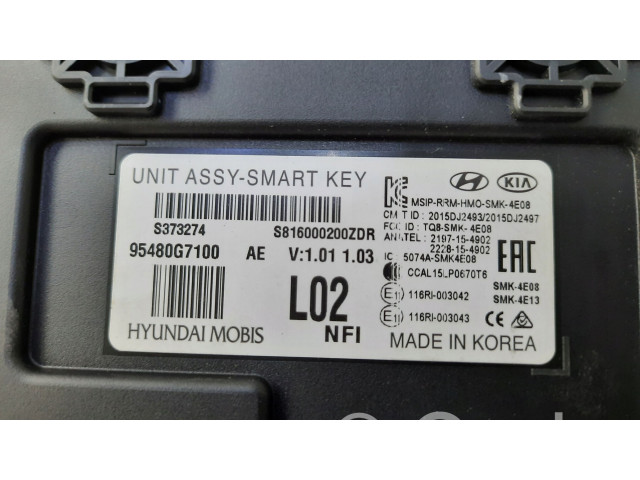 UNIT ASSY-SMART KEY
HYUNDAI KIA
MSIP-RRM-HMO-SMK-4E08
CMIIT ID : 2015DJ2493/2015DJ2497
S373274 S816000200ZDR
FCC ID : TQ8-SMK-4E08
95480G7100 AE V:1.01 1.03
ANATEL : 2197-15-4902
2228-15-4902
IC : 5074A-SMK4E08
EAC
CCAL15LP0670T6
SMK-4E08
SMK-4E13
L02
116RI-003042
116RI-003043
CE
HYUNDAI MOBIS NFI MADE IN KOREA